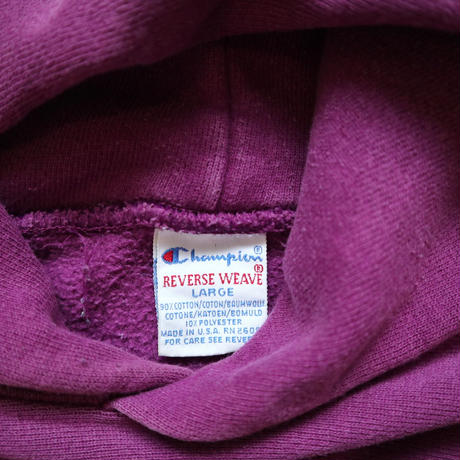 Champion®
REVERSE WEAVE®
LARGE
90% COTTON/COTON/BAUMWOLLE
COTONE/KATOEN/BOMULD
10% POLYESTER
MADE IN U.S.A. RN 2609
FOR CARE SEE REVER